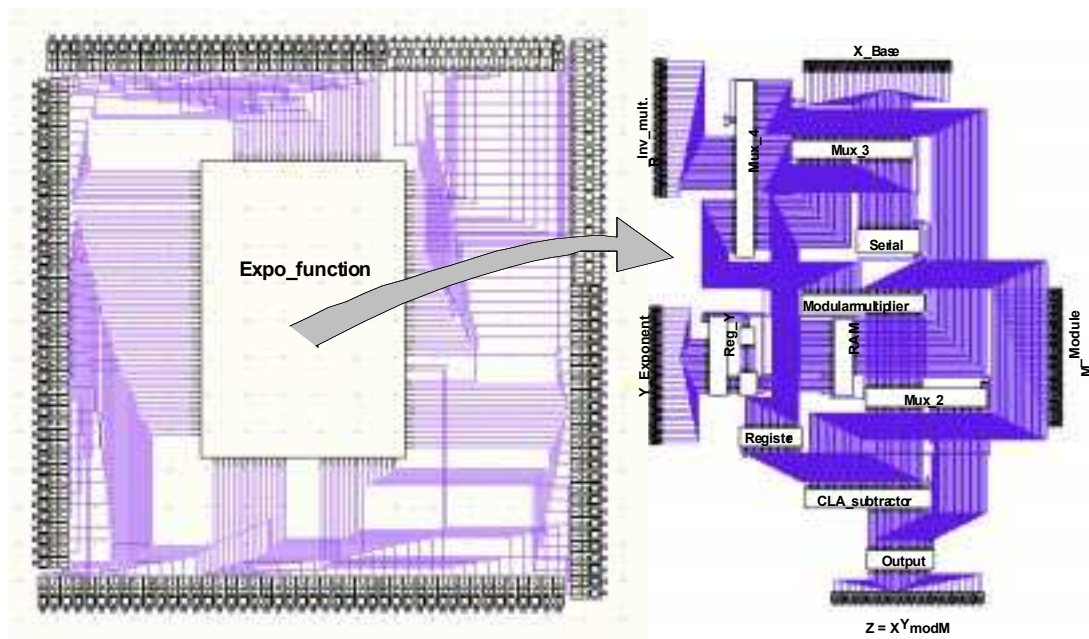 X_Base
Inv_mult.
R
Mux_4
Mux_3
Serial
Expo_function
Modularmultiplier
Y_Exponent
Reg_Y
RAM
M_Module
Mux_2
Registe
CLA_subtractor
Output
Z = X^Y modM